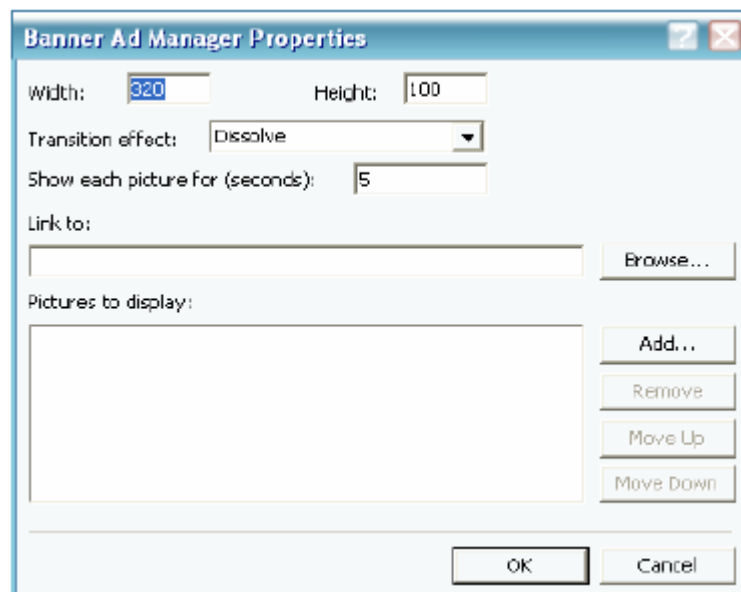 Banner Ad Manager Properties
Width: 320 Height: 100
Transition effect: Dissolve
Show each picture for (seconds): 5
Link to:
Browse...
Pictures to display:
Add...
Remove
Move Up
Move Down
OK Cancel